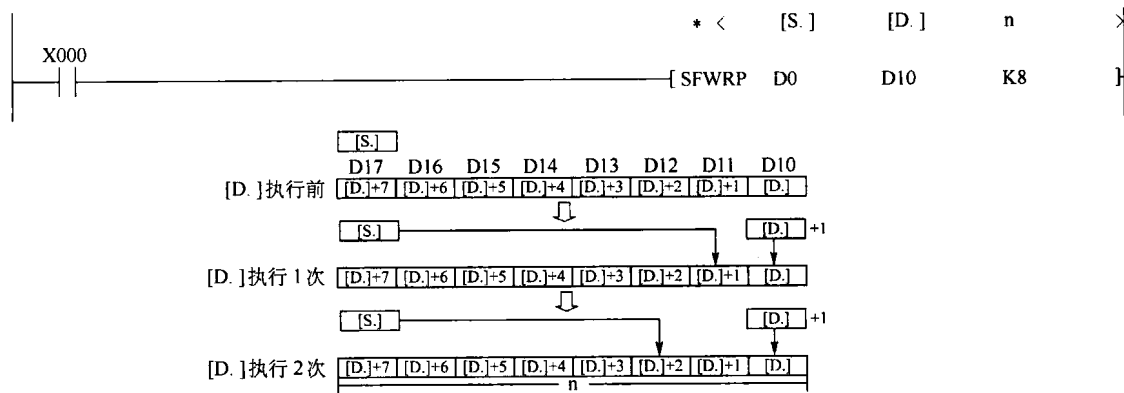 * < [S.] [D.] n >
X000
[ SFWRP D0 D10 K8 ]
[S.]
D17 D16 D15 D14 D13 D12 D11 D10
[D.]执行前 [D.]+7 [D.]+6 [D.]+5 [D.]+4 [D.]+3 [D.]+2 [D.]+1 [D.]
[S.] [D.] +1
[D.]执行1次 [D.]+7 [D.]+6 [D.]+5 [D.]+4 [D.]+3 [D.]+2 [D.]+1 [D.]
[S.] [D.] +1
[D.]执行2次 [D.]+7 [D.]+6 [D.]+5 [D.]+4 [D.]+3 [D.]+2 [D.]+1 [D.]
n